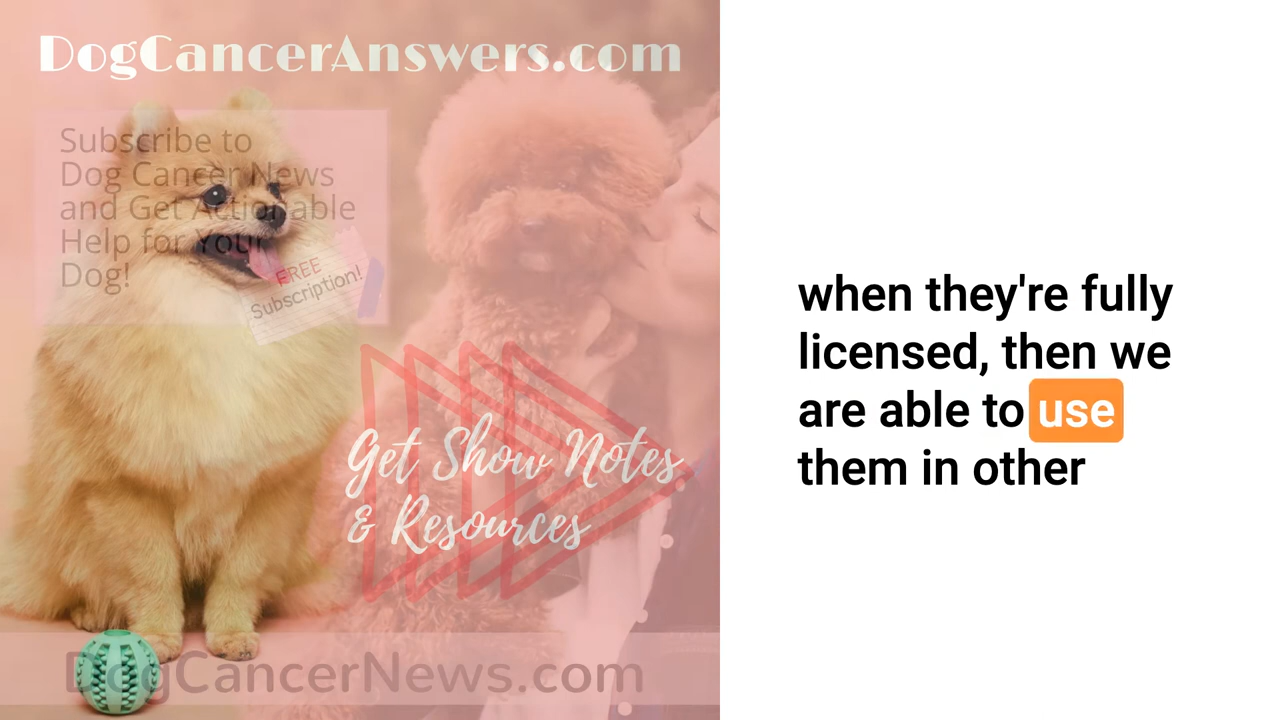 DogCancerAnswers.com
Subscribe to
Dog Cancer News
and Get Actionable
Help for Your
Dog!
FREE
Subscription!
Get Show Notes
& Resources
DogCancerNews.com
when they're fully
licensed, then we
are able to use
them in other